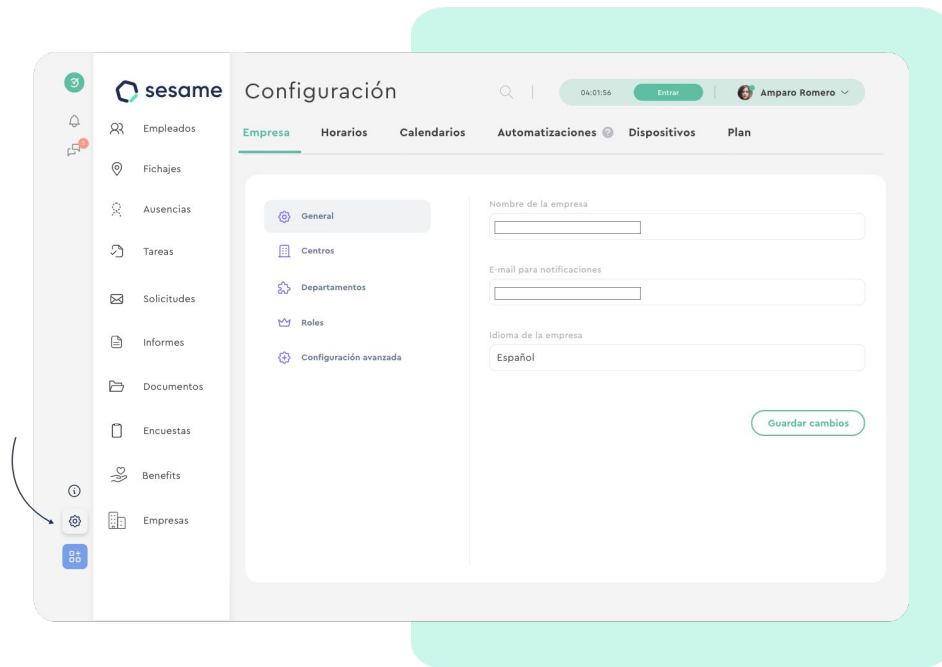 sesame
Empleados
Fichajes
Ausencias
Tareas
Solicitudes
Informes
Documentos
Encuestas
Benefits
Empresas
Configuración
04:01:56
Entrar
Amparo Romero
Empresa
Horarios
Calendarios
Automatizaciones ?
Dispositivos
Plan
General
Centros
Departamentos
Roles
Configuración avanzada
Nombre de la empresa
E-mail para notificaciones
Idioma de la empresa
Español
Guardar cambios